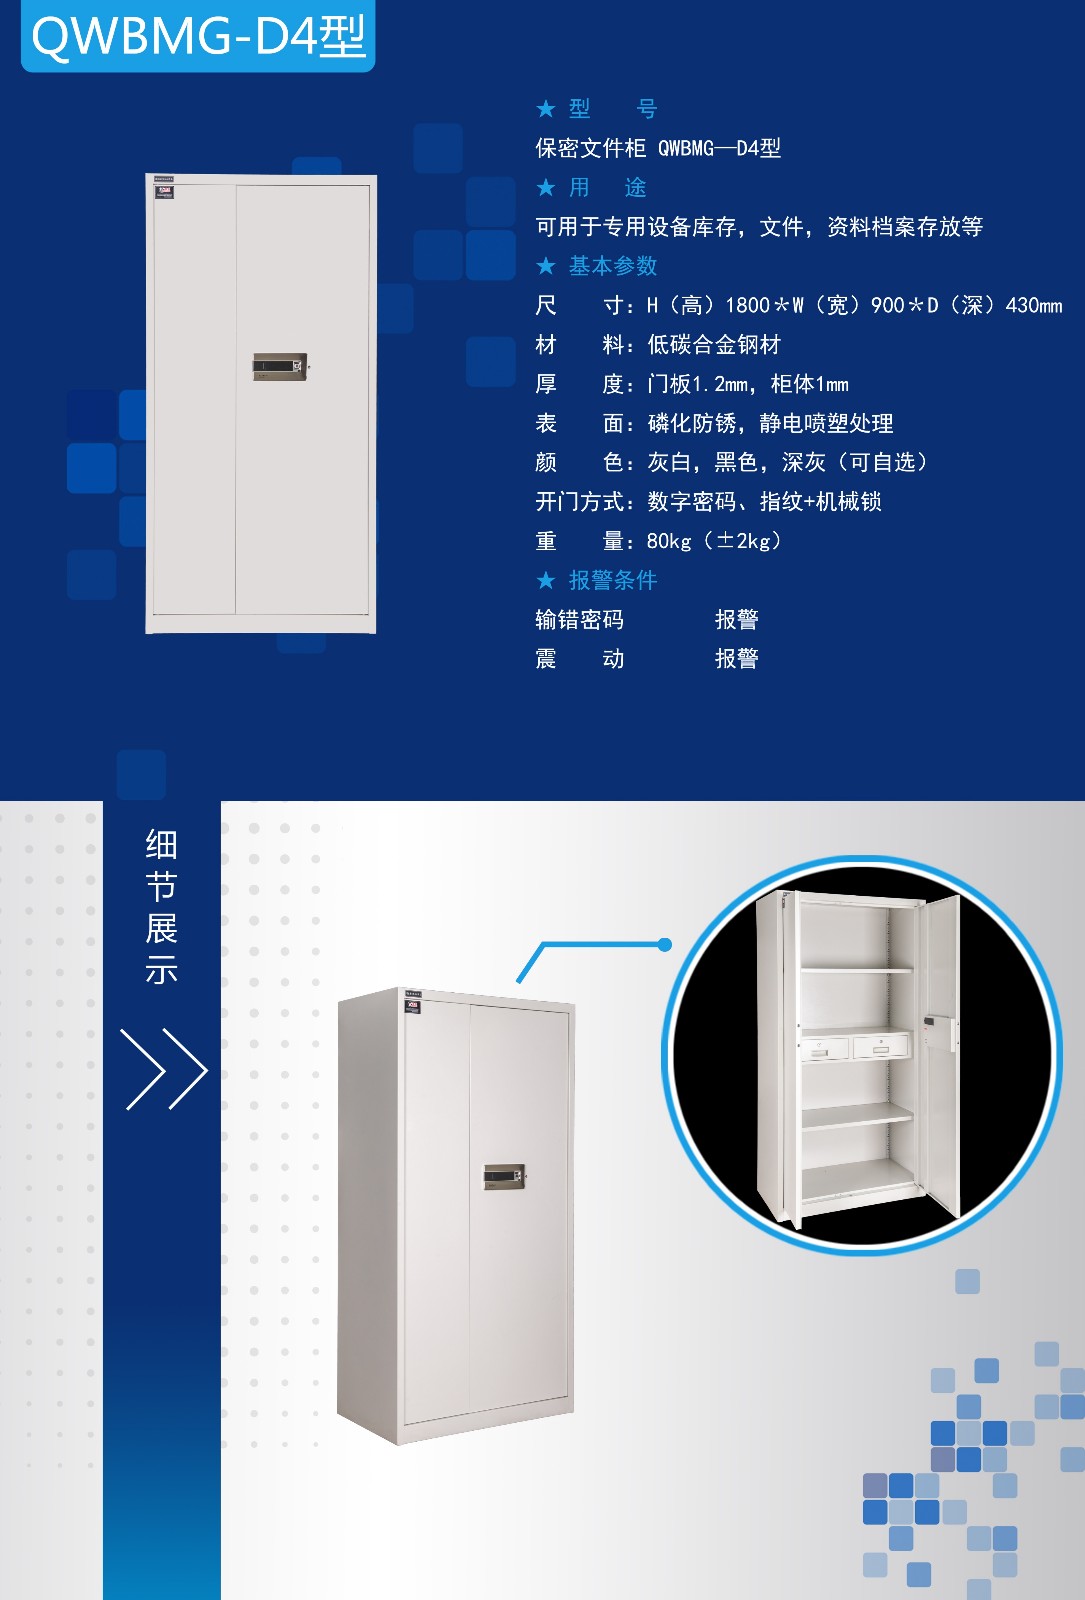 QWBMG-D4型
★ 型 号
保密文件柜 QWBMG—D4型
★ 用 途
可用于专用设备库存，文件，资料档案存放等
★ 基本参数
尺 寸：H（高）1800＊W（宽）900＊D（深）430mm
材 料：低碳合金钢材
厚 度：门板1.2mm，柜体1mm
表 面：磷化防锈，静电喷塑处理
颜 色：灰白，黑色，深灰（可自选）
开门方式：数字密码、指纹+机械锁
重 量：80kg（±2kg）
★ 报警条件
输错密码 报警
震 动 报警
细节展示